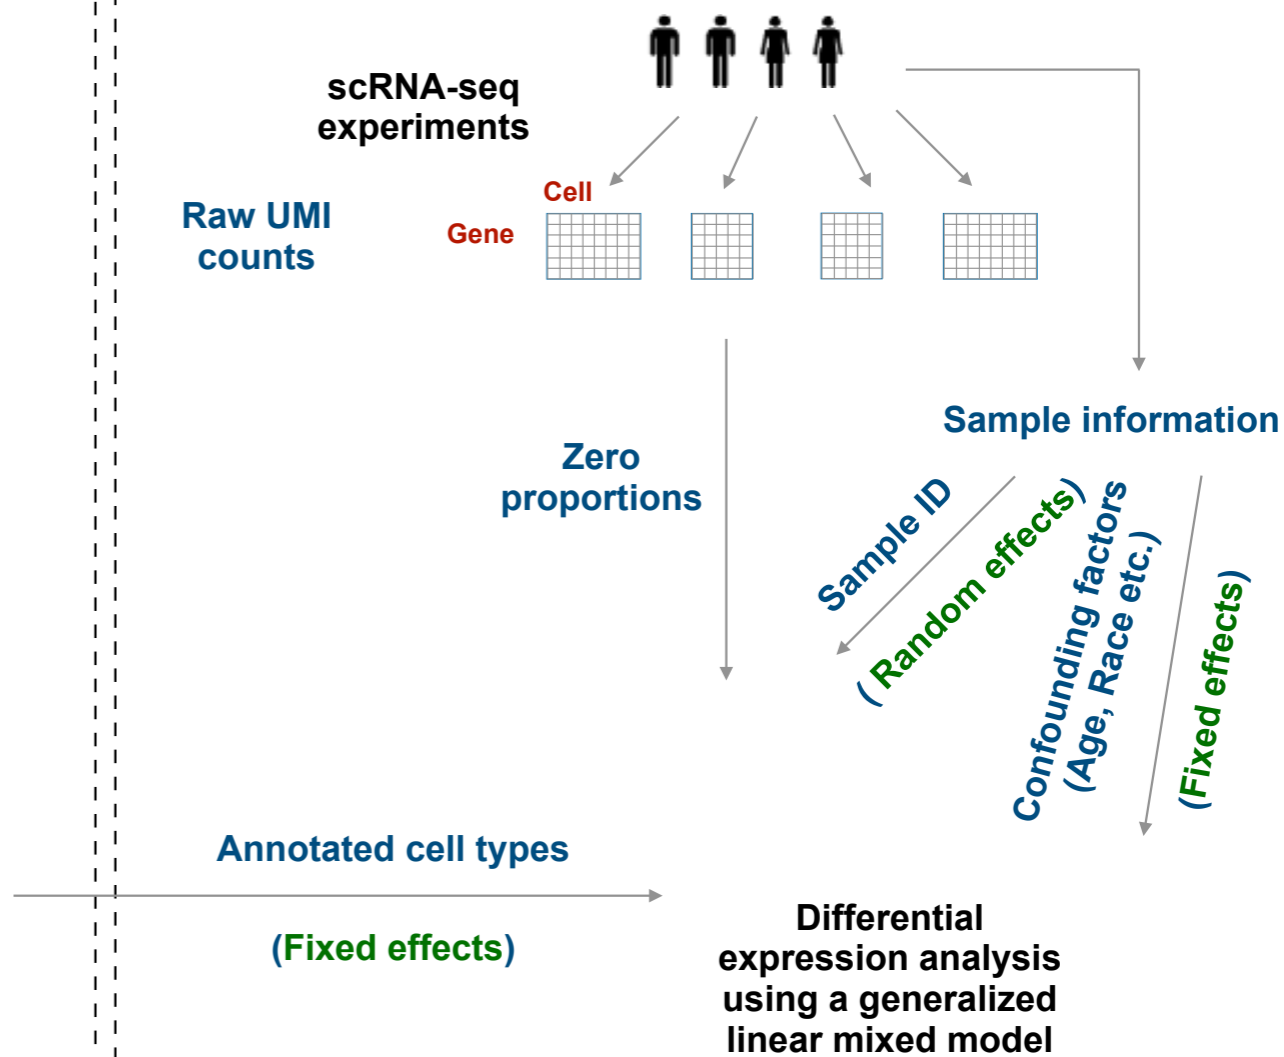 scRNA-seq
experiments
Cell
Gene
Raw UMI
counts
Sample information
Zero
proportions
Sample ID
( Random effects)
Confounding factors
(Age, Race etc.)
(Fixed effects)
Annotated cell types
(Fixed effects)
Differential
expression analysis
using a generalized
linear mixed model